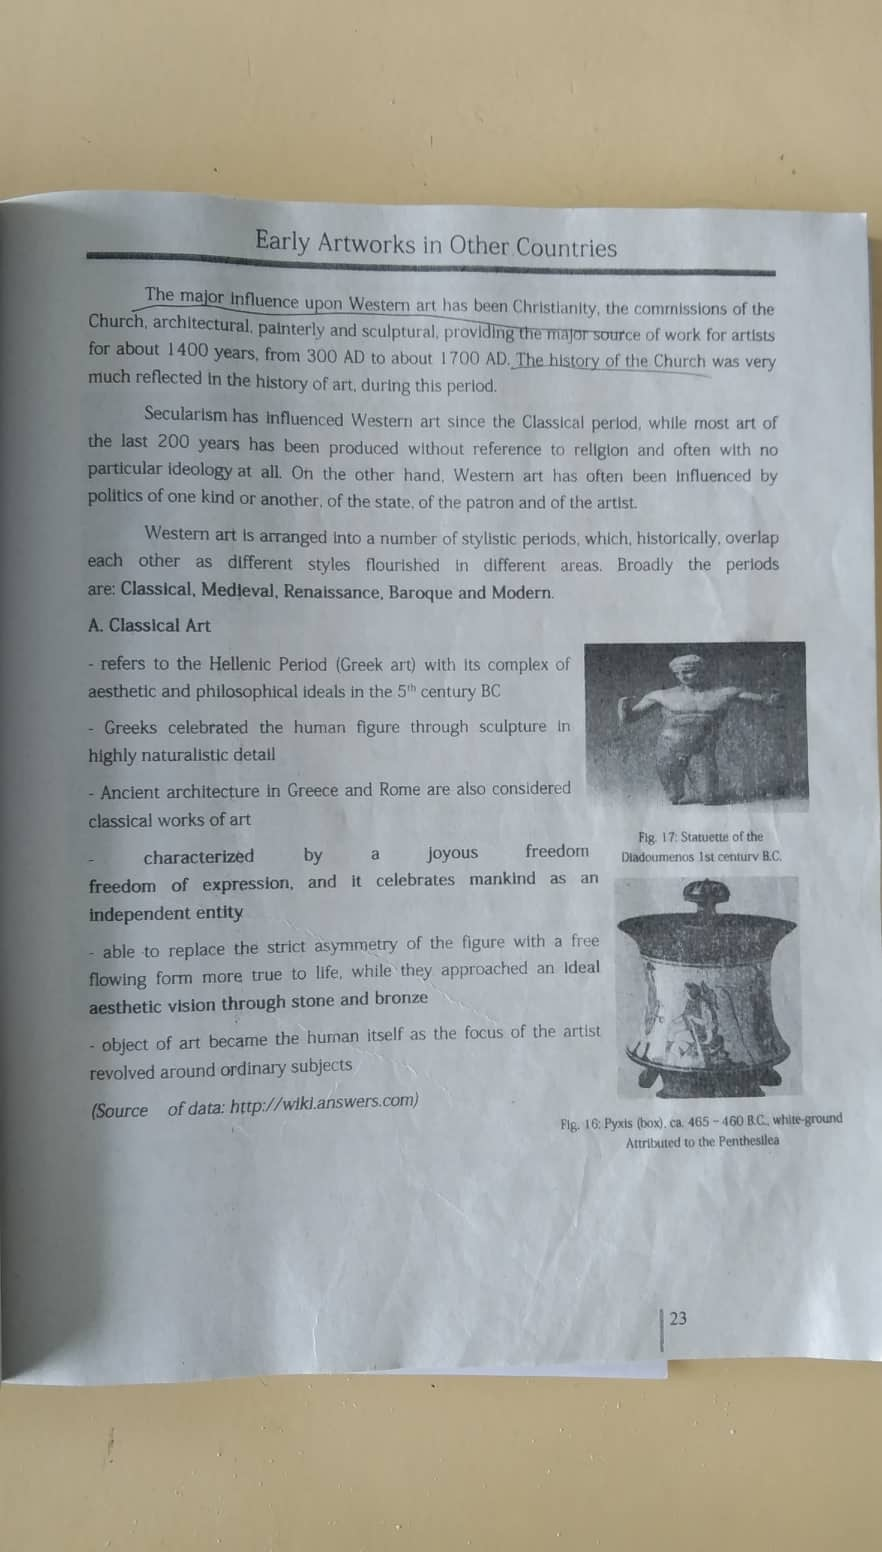 Early Artworks in Other Countries
The major influence upon Western art has been Christianity, the commissions of the
Church, architectural, painterly and sculptural, providing the major source of work for artists
for about 1400 years, from 300 AD to about 1700 AD. The history of the Church was very
much reflected in the history of art, during this period.
Secularism has influenced Western art since the Classical period, while most art of
the last 200 years has been produced without reference to religion and often with no
particular ideology at all. On the other hand, Western art has often been influenced by
politics of one kind or another, of the state, of the patron and of the artist.
Western art is arranged into a number of stylistic periods, which, historically, overlap
each other as different styles flourished in different areas. Broadly the periods
are: Classical, Medieval, Renaissance, Baroque and Modern.
A. Classical Art
- refers to the Hellenic Period (Greek art) with its complex of
aesthetic and philosophical ideals in the 5th century BC
- Greeks celebrated the human figure through sculpture in
highly naturalistic detail
- Ancient architecture in Greece and Rome are also considered
classical works of art
- characterized by a joyous freedom
freedom of expression, and it celebrates mankind as an
independent entity
- able to replace the strict asymmetry of the figure with a free
flowing form more true to life, while they approached an ideal
aesthetic vision through stone and bronze
- object of art became the human itself as the focus of the artist
revolved around ordinary subjects
(Source of data: http://wiki.answers.com)
Fig. 17: Statuette of the
Diadoumenos 1st century B.C.
Fig. 16: Pyxis (box), ca. 465 – 460 B.C., white-ground
Attributed to the Penthesilea
23